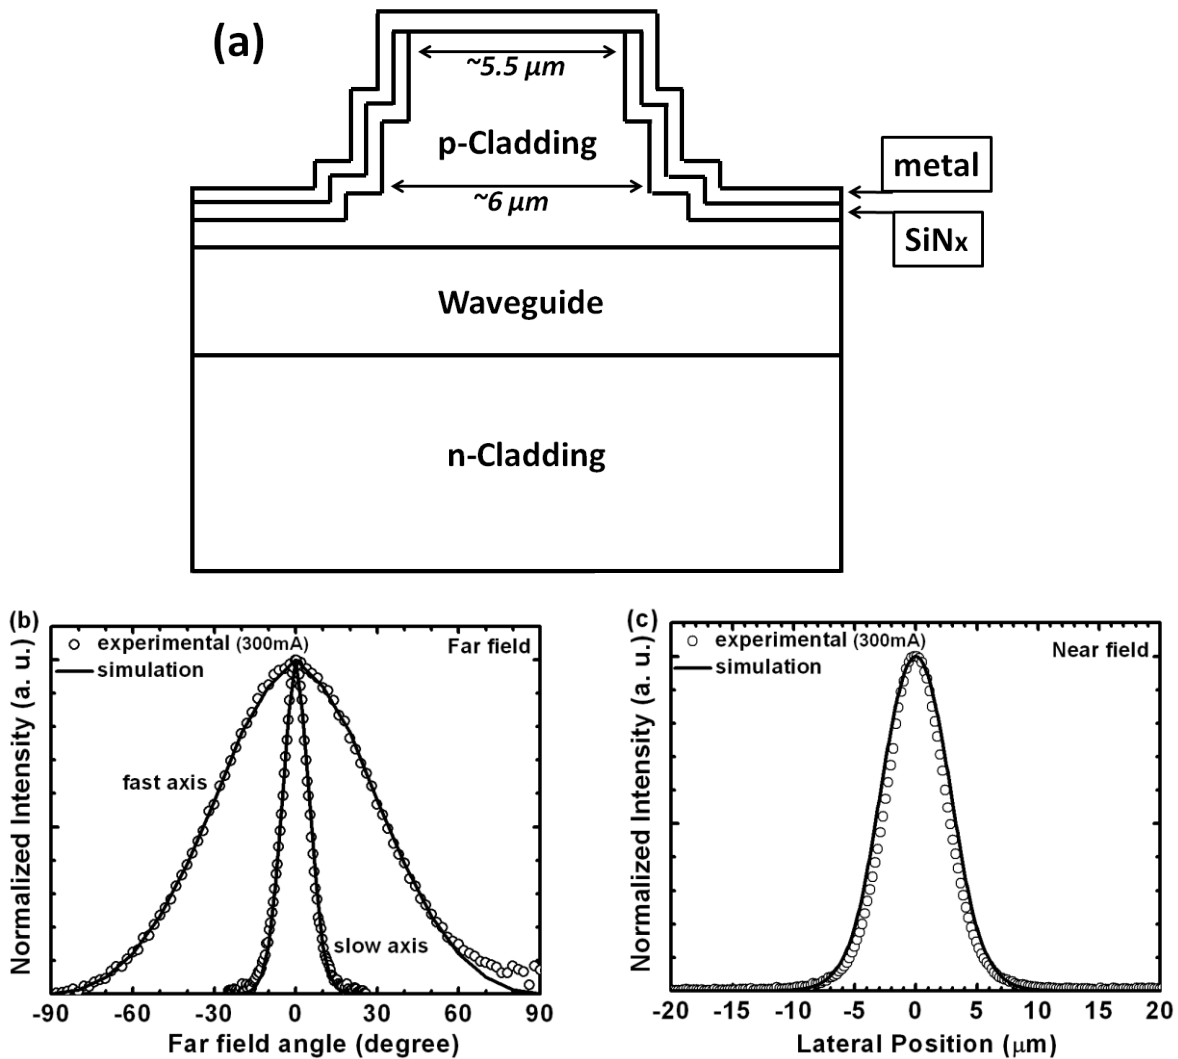 (a)
~5.5 µm
p-Cladding
~6 µm
metal
SiNx
Waveguide
n-Cladding
(b)
experimental (300mA)
simulation
Far field
fast axis
slow axis
Normalized Intensity (a. u.)
-90 -60 -30 0 30 60 90
Far field angle (degree)
(c)
experimental (300mA)
simulation
Near field
Normalized Intensity (a. u.)
-20 -15 -10 -5 0 5 10 15 20
Lateral Position (µm)